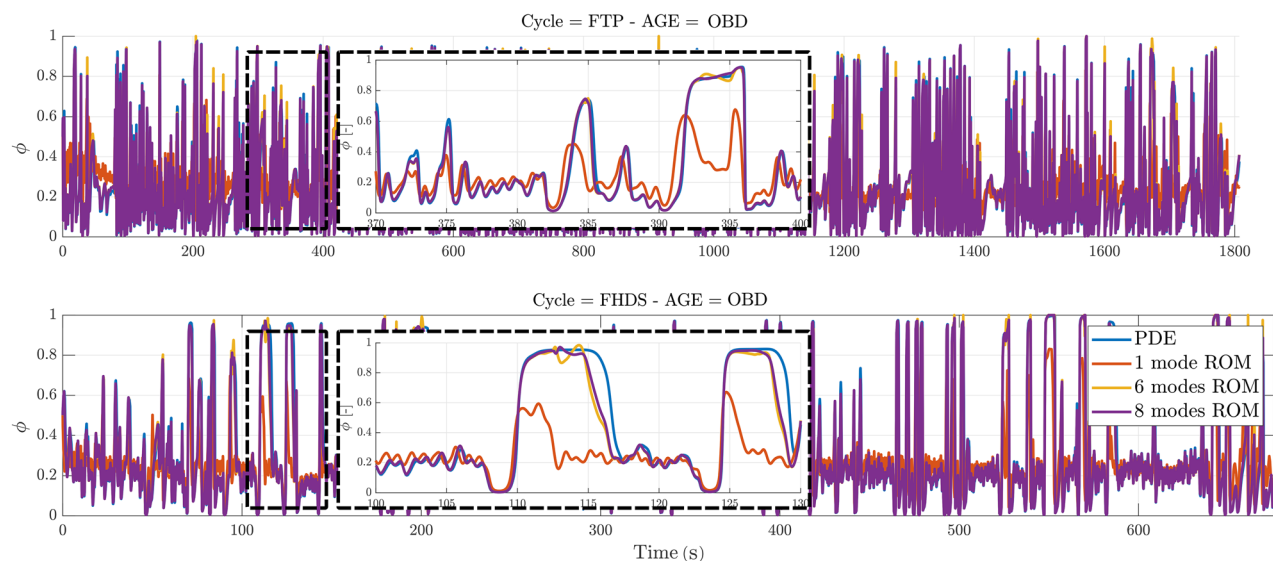 Cycle = FTP - AGE = OBD
1
0.8
0.6
0.4
0.2
0
ϕ
0 200 400 600 800 1000 1200 1400 1600 1800
1
0.8
0.6
0.4
0.2
0
ϕ [-]
370 375 380 385 390 395 400
Cycle = FHDS - AGE = OBD
1
0.8
0.6
0.4
0.2
0
ϕ
0 100 200 300 400 500 600
1
0.8
0.6
0.4
0.2
0
ϕ [-]
100 105 110 115 120 125 130
PDE
1 mode ROM
6 modes ROM
8 modes ROM
Time (s)